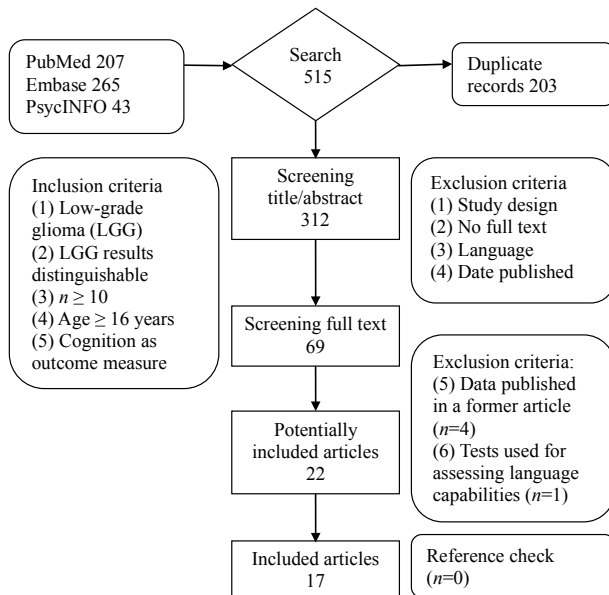 PubMed 207
Embase 265
PsycINFO 43
Search
515
Duplicate
records 203
Inclusion criteria
(1) Low-grade
glioma (LGG)
(2) LGG results
distinguishable
(3) n ≥ 10
(4) Age ≥ 16 years
(5) Cognition as
outcome measure
Screening
title/abstract
312
Exclusion criteria
(1) Study design
(2) No full text
(3) Language
(4) Date published
Screening full text
69
Exclusion criteria:
(5) Data published
in a former article
(n=4)
(6) Tests used for
assessing language
capabilities (n=1)
Potentially
included articles
22
Included articles
17
Reference check
(n=0)